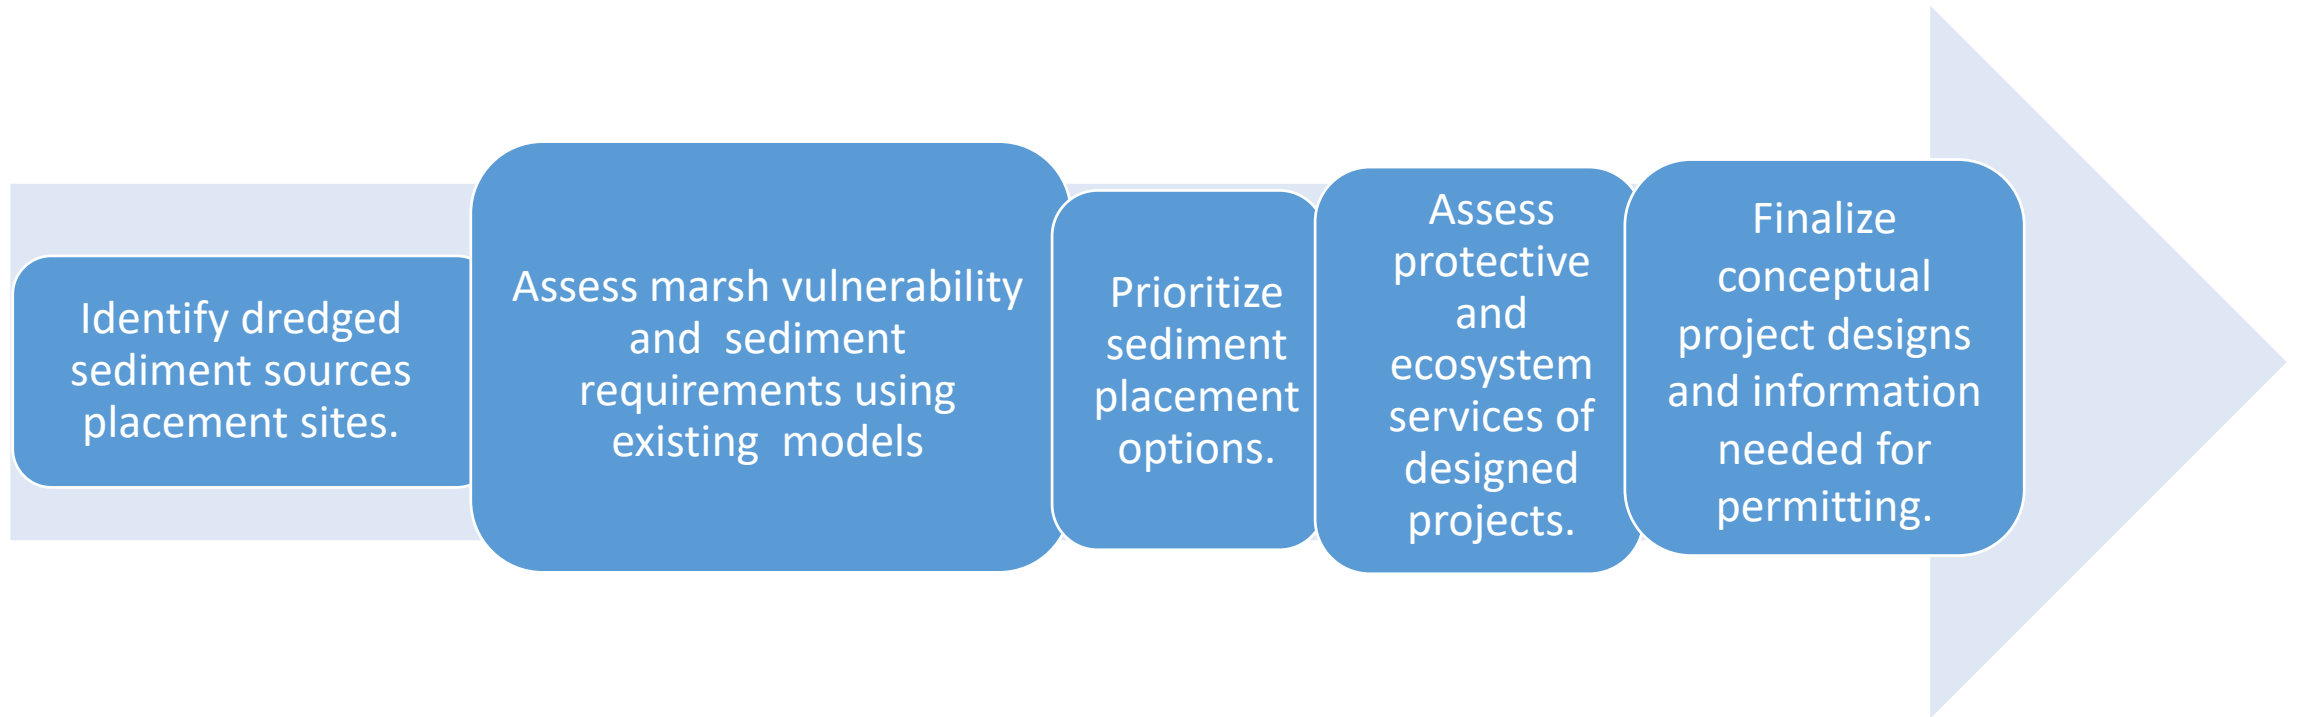 Identify dredged
sediment sources
placement sites.
Assess marsh vulnerability
and  sediment
requirements using
existing  models
Prioritize
sediment
placement
options.
Assess
protective
and
ecosystem
services of
designed
projects.
Finalize
conceptual
project designs
and information
needed for
permitting.